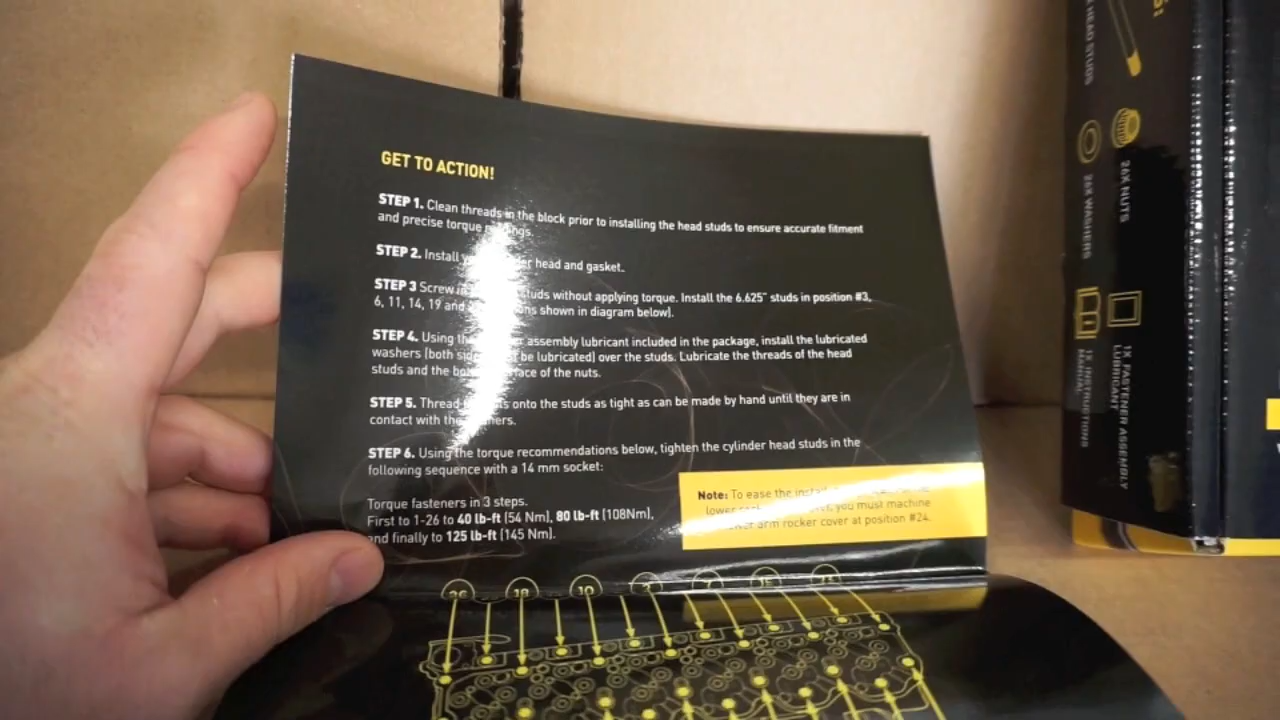 GET TO ACTION!
STEP 1. Clean threads in the block prior to installing the head studs to ensure accurate fitment
and precise torque
STEP 2. Install head and gasket.
STEP 3 Screw in studs without applying torque. Install the 6.625" studs in position #3,
6, 11, 14, 19 and shown in diagram below).
STEP 4. Using the assembly lubricant included in the package, install the lubricated
washers (both be lubricated) over the studs. Lubricate the threads of the head
studs and the of the nuts.
STEP 5. Thread onto the studs as tight as can be made by hand until they are in
contact with the
STEP 6. Using the torque recommendations below, tighten the cylinder head studs in the
following sequence with a 14 mm socket:
Torque fasteners in 3 steps.
First to 1-26 to 40 lb-ft (54 Nm), 80 lb-ft (108Nm),
and finally to 125 lb-ft (145 Nm).
Note: To ease the
lower you must machine
arm rocker cover at position #24.
26 18 10
HEAD STUDS
26X NUTS
26X WASHERS
1X FASTENER ASSEMBLY
LUBRICANT
1X INSTRUCTIONS
MANUAL